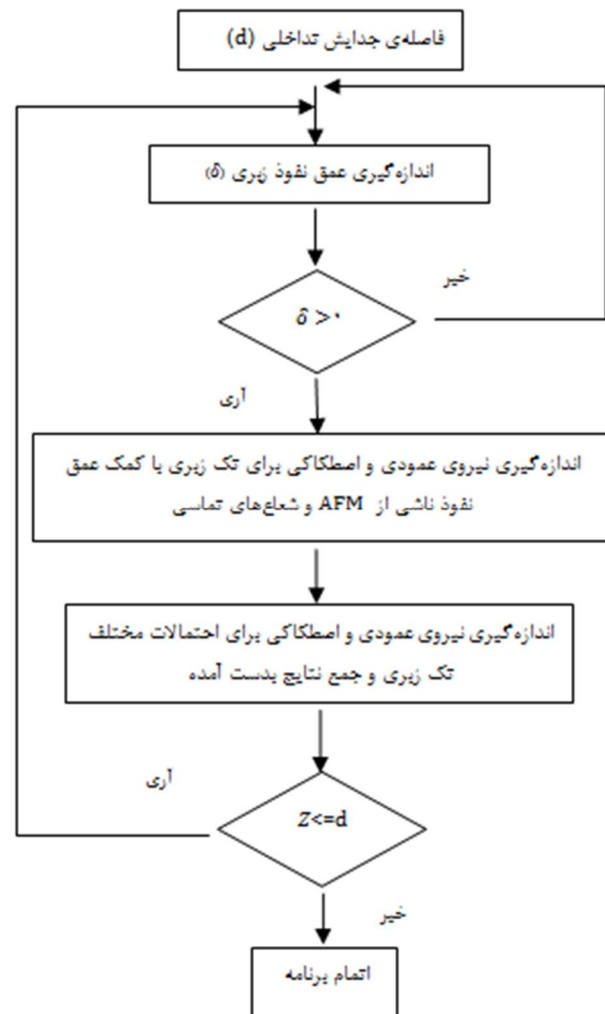 فاصله‌ی جدایش تداخلی (d)
اندازه‌گیری عمق نفوذ زبری (δ)
خیر
δ >۰
آری
اندازه‌گیری نیروی عمودی و اصطکاکی برای تک زبری با کمک عمق
نفوذ ناشی از AFM و شعاع‌های تماسی
اندازه‌گیری نیروی عمودی و اصطکاکی برای احتمالات مختلف
تک زبری و جمع نتایج بدست آمده
آری
Z<=d
خیر
اتمام برنامه